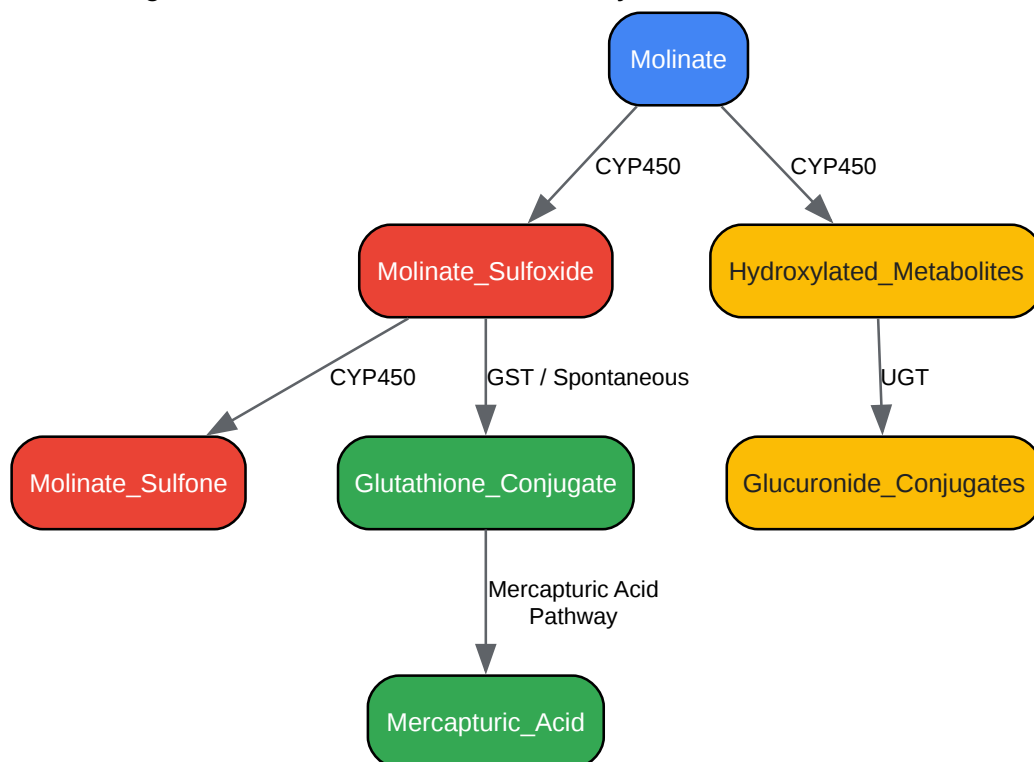 Molinate
CYP450
CYP450
Molinate_Sulfoxide
Hydroxylated_Metabolites
CYP450
GST / Spontaneous
UGT
Molinate_Sulfone
Glutathione_Conjugate
Glucuronide_Conjugates
Mercapturic Acid
Pathway
Mercapturic_Acid